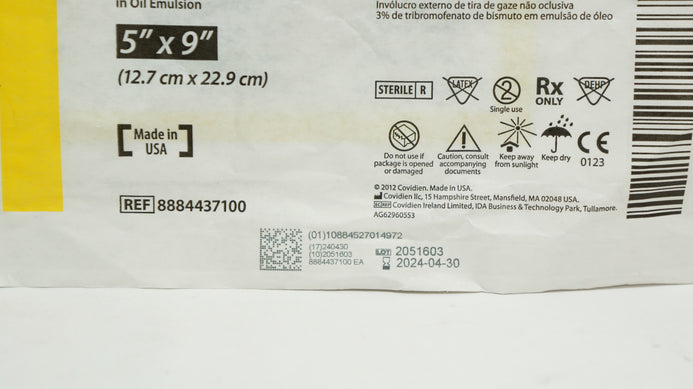 in Oil Emulsion
5” x 9”
(12.7 cm x 22.9 cm)
Made in
USA
REF 8884437100
Invólucro externo de tira de gaze não oclusiva
3% de tribromofenato de bismuto em emulsão de óleo
STERILE R
LATEX
2
Single use
Rx
ONLY
DEHP
Do not use if
package is opened
or damaged
Caution, consult
accompanying
documents
Keep away
from sunlight
Keep dry
CE
0123
© 2012 Covidien. Made in USA.
Covidien llc, 15 Hampshire Street, Mansfield, MA 02048 USA.
EC REP Covidien Ireland Limited, IDA Business & Technology Park, Tullamore.
AG62960553
(01)10884527014972
(17)240430
(10)2051603
8884437100 EA
LOT 2051603
2024-04-30